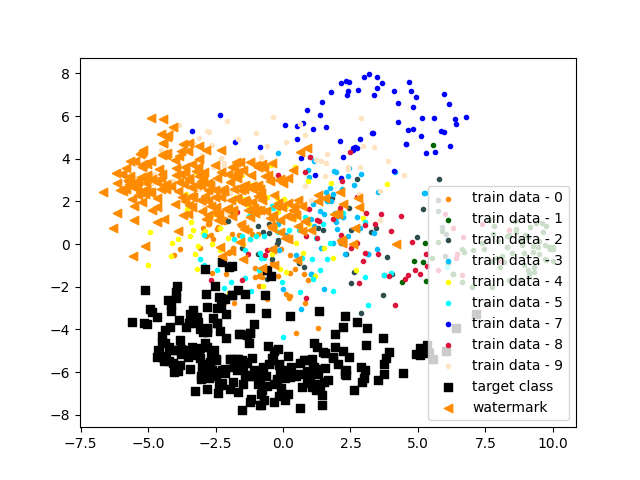 8
6
4
2
0
−2
−4
−6
−8
−7.5
−5.0
−2.5
0.0
2.5
5.0
7.5
10.0
train data - 0
train data - 1
train data - 2
train data - 3
train data - 4
train data - 5
train data - 7
train data - 8
train data - 9
target class
watermark